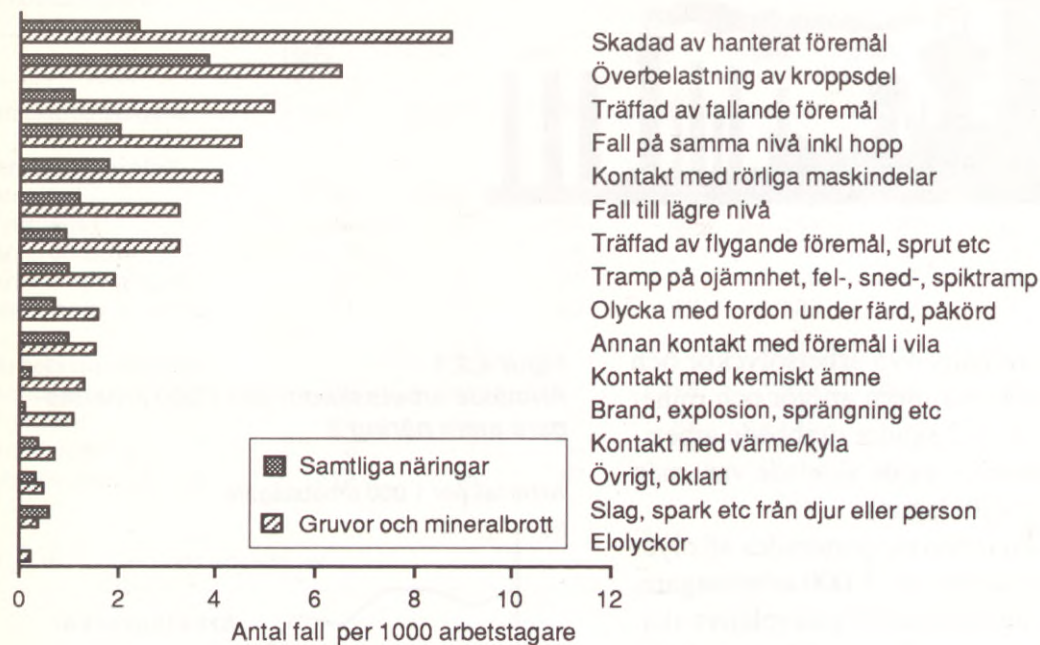 Skadad av hanterat föremål
Överbelastning av kroppsdel
Träffad av fallande föremål
Fall på samma nivå inkl hopp
Kontakt med rörliga maskindelar
Fall till lägre nivå
Träffad av flygande föremål, sprut etc
Tramp på ojämnhet, fel-, sned-, spiktramp
Olycka med fordon under färd, påkörd
Annan kontakt med föremål i vila
Kontakt med kemiskt ämne
Brand, explosion, sprängning etc
Kontakt med värme/kyla
Övrigt, oklart
Slag, spark etc från djur eller person
Elolyckor
Samtliga näringar
Gruvor och mineralbrott
0 2 4 6 8 10 12
Antal fall per 1000 arbetstagare